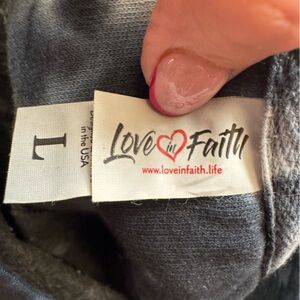 L
in the USA
Love in Faith
www.loveinfaith.life